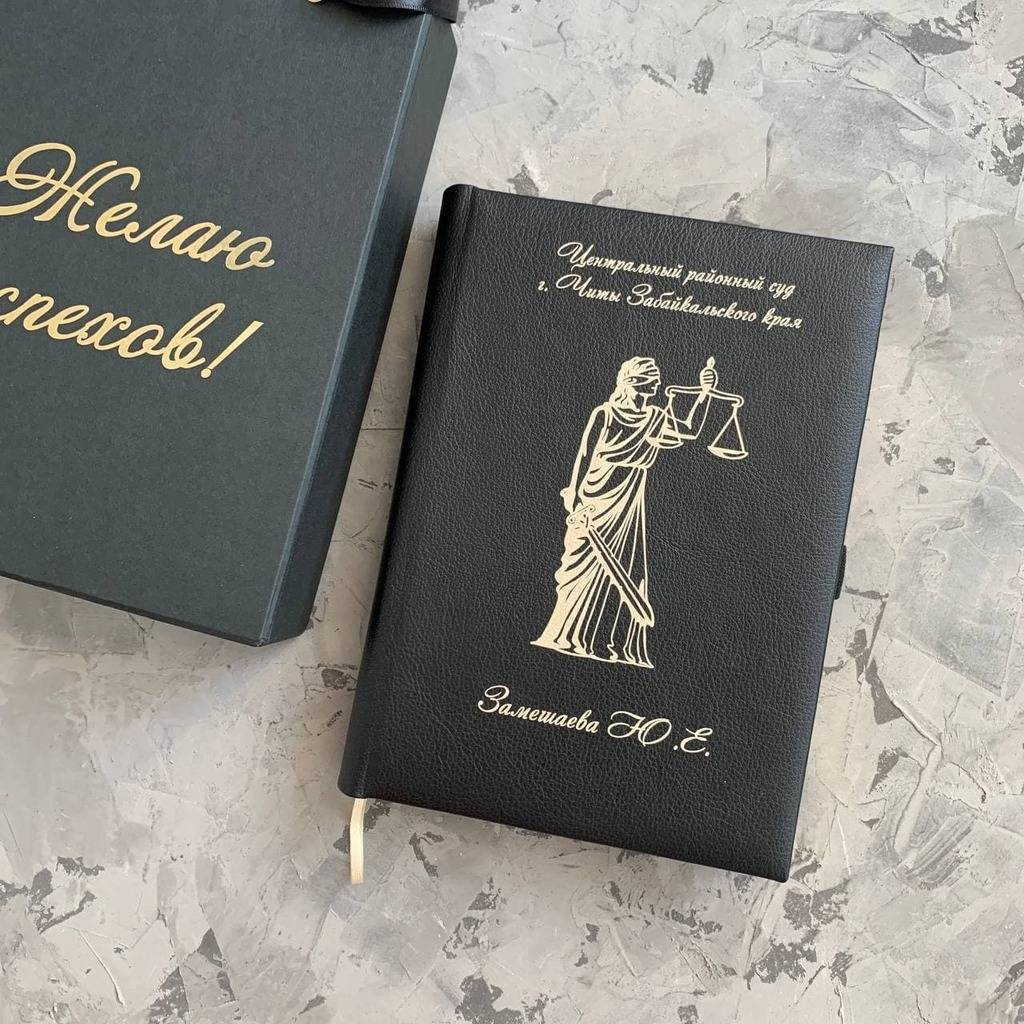 Желаю
спехов!
Центральный районный суд
г. Читы Забайкальского края
Замешаева Ю.Е.